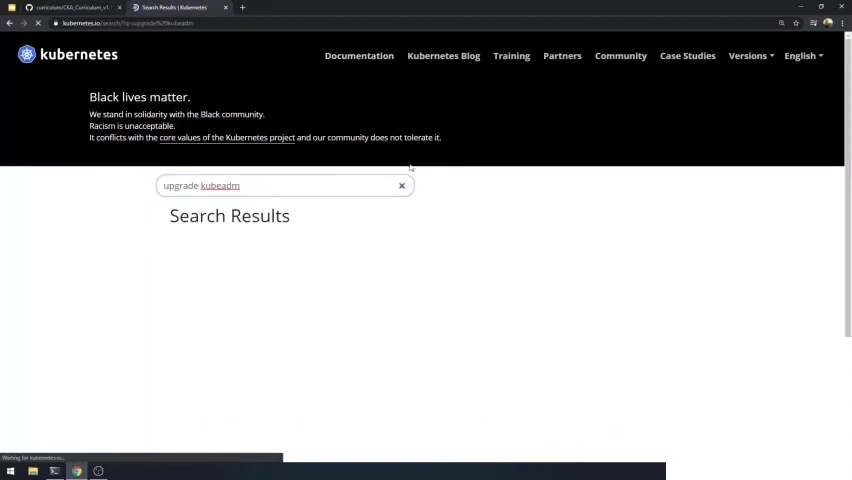 curriculum/CKA_Curriculum_v1.
Search Results | Kubernetes
kubernetes.io/search/?q=upgrade%20kubeadm
kubernetes
Documentation
Kubernetes Blog
Training
Partners
Community
Case Studies
Versions
English
Black lives matter.
We stand in solidarity with the Black community.
Racism is unacceptable.
It conflicts with the core values of the Kubernetes project and our community does not tolerate it.
upgrade kubeadm
Search Results
Waiting for kubernetes.io...